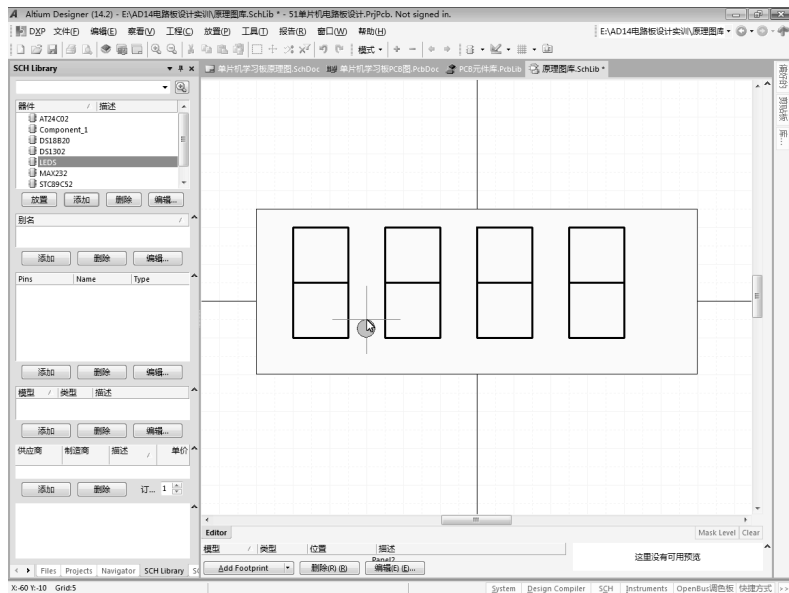 Altium Designer (14.2) - E:\AD14电路板设计实训\原理图库.SchLib * - 51单片机电路板设计.PrjPcb. Not signed in.
DXP 文件(F) 编辑(E) 察看(V) 工程(C) 放置(P) 工具(T) 报告(R) 窗口(W) 帮助(H) E:\AD14电路板设计实训\原理图库
模式
SCH Library
单片机学习板原理图.SchDoc 单片机学习板PCB图.PcbDoc PCB元件库.PcbLib 原理图库.SchLib *
器件 / 描述
AT24C02
Component_1
DS18B20
DS1302
LEDS
MAX232
STC89C52
放置 添加 删除 编辑...
别名 /
添加 删除 编辑...
Pins Name Type
添加 删除 编辑...
模型 / 类型 描述
添加 删除 编辑...
供应商 制造商 描述 / 单价
添加 删除 订... 1
偏好的
剪贴板
库...
Editor Mask Level Clear
模型 / 类型 位置 描述
Panel2
Add Footprint 删除(R) (R) 编辑(E) (E)...
这里没有可用预览
Files Projects Navigator SCH Library SC
X:-60 Y:-10 Grid:5 System Design Compiler SCH Instruments OpenBus调色板 快捷方式 >>